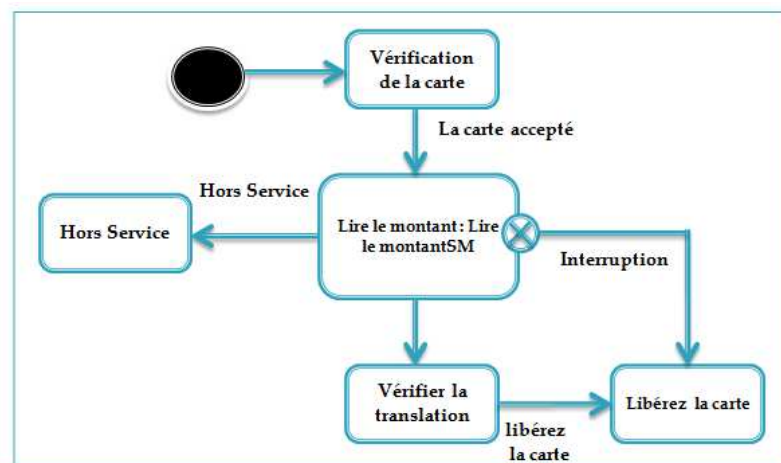 Vérification
de la carte
La carte accepté
Hors Service
Hors Service
Lire le montant : Lire
le montantSM
Interruption
Vérifier la
translation
libérez
la carte
Libérez la carte